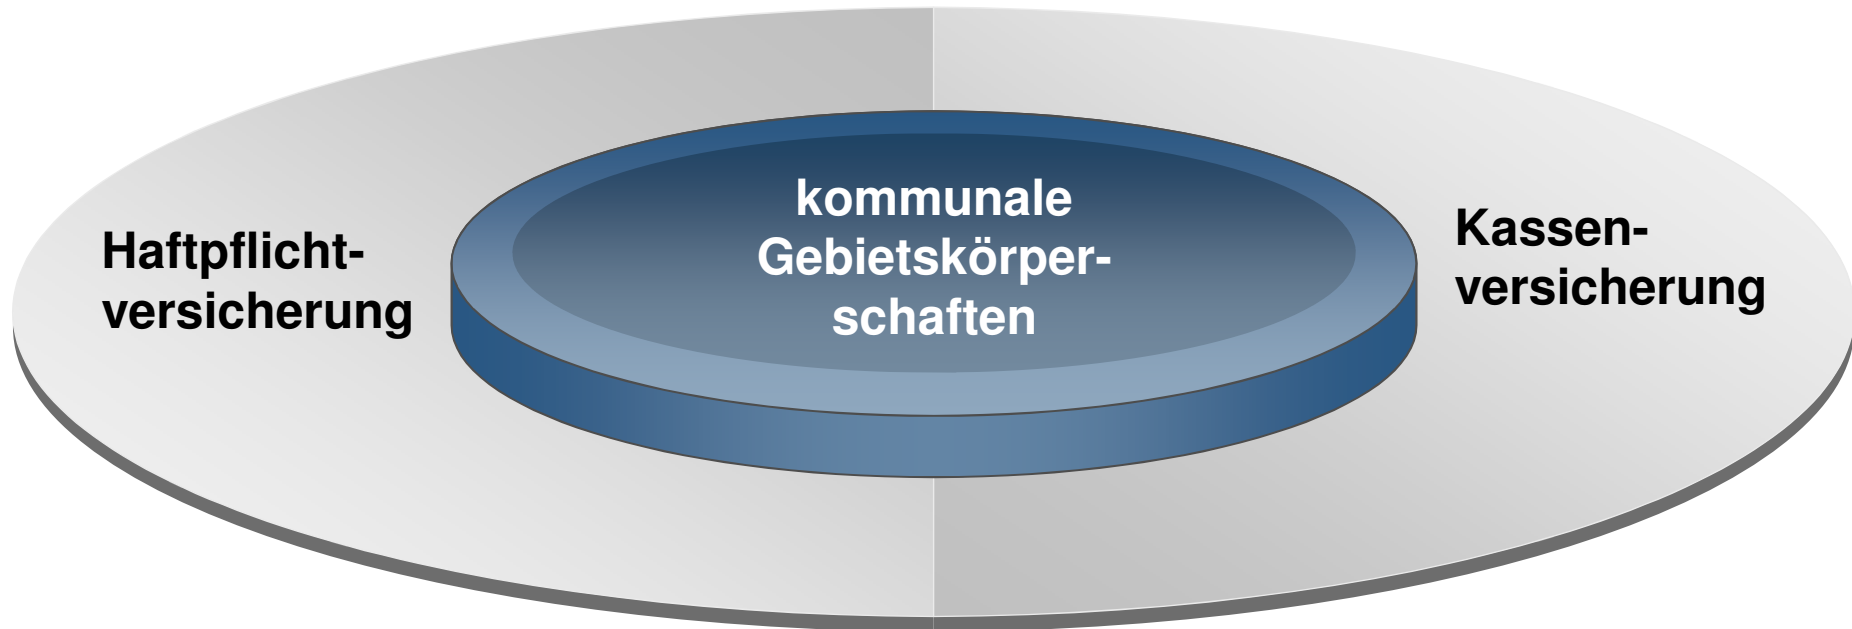 Haftpflicht-
versicherung
kommunale
Gebietskörper-
schaften
Kassen-
versicherung